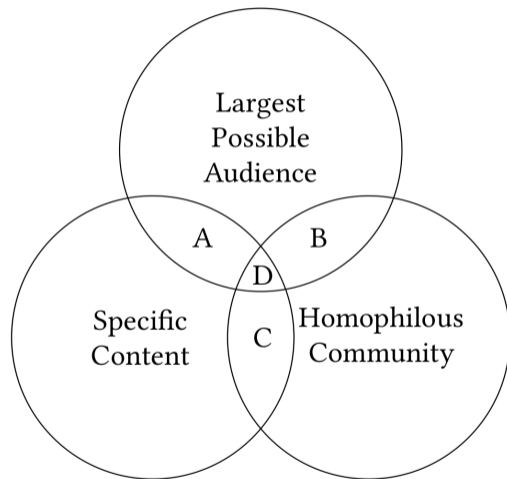 Largest
Possible
Audience
A
B
D
Specific
Content
C
Homophilous
Community